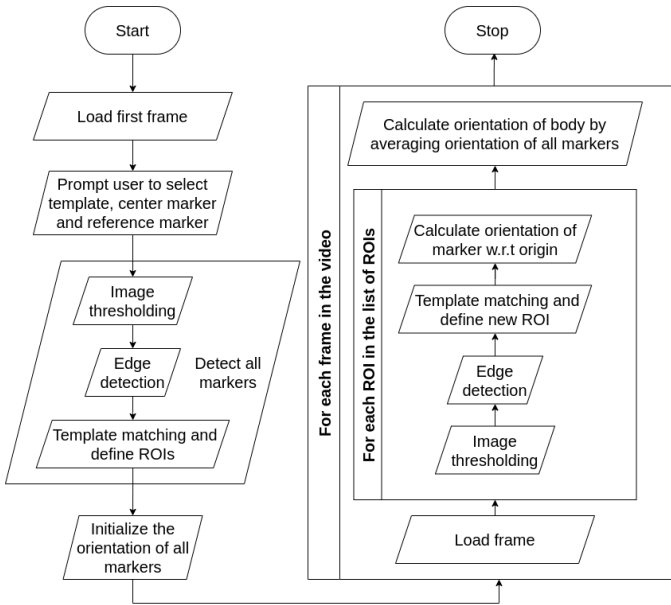 Start
Load first frame
Prompt user to select
template, center marker
and reference marker
Image
thresholding
Edge
detection
Detect all
markers
Template matching and
define ROIs
Initialize the
orientation of all
markers
Stop
For each frame in the video
Calculate orientation of body by
averaging orientation of all markers
For each ROI in the list of ROIs
Calculate orientation of
marker w.r.t origin
Template matching and
define new ROI
Edge
detection
Image
thresholding
Load frame